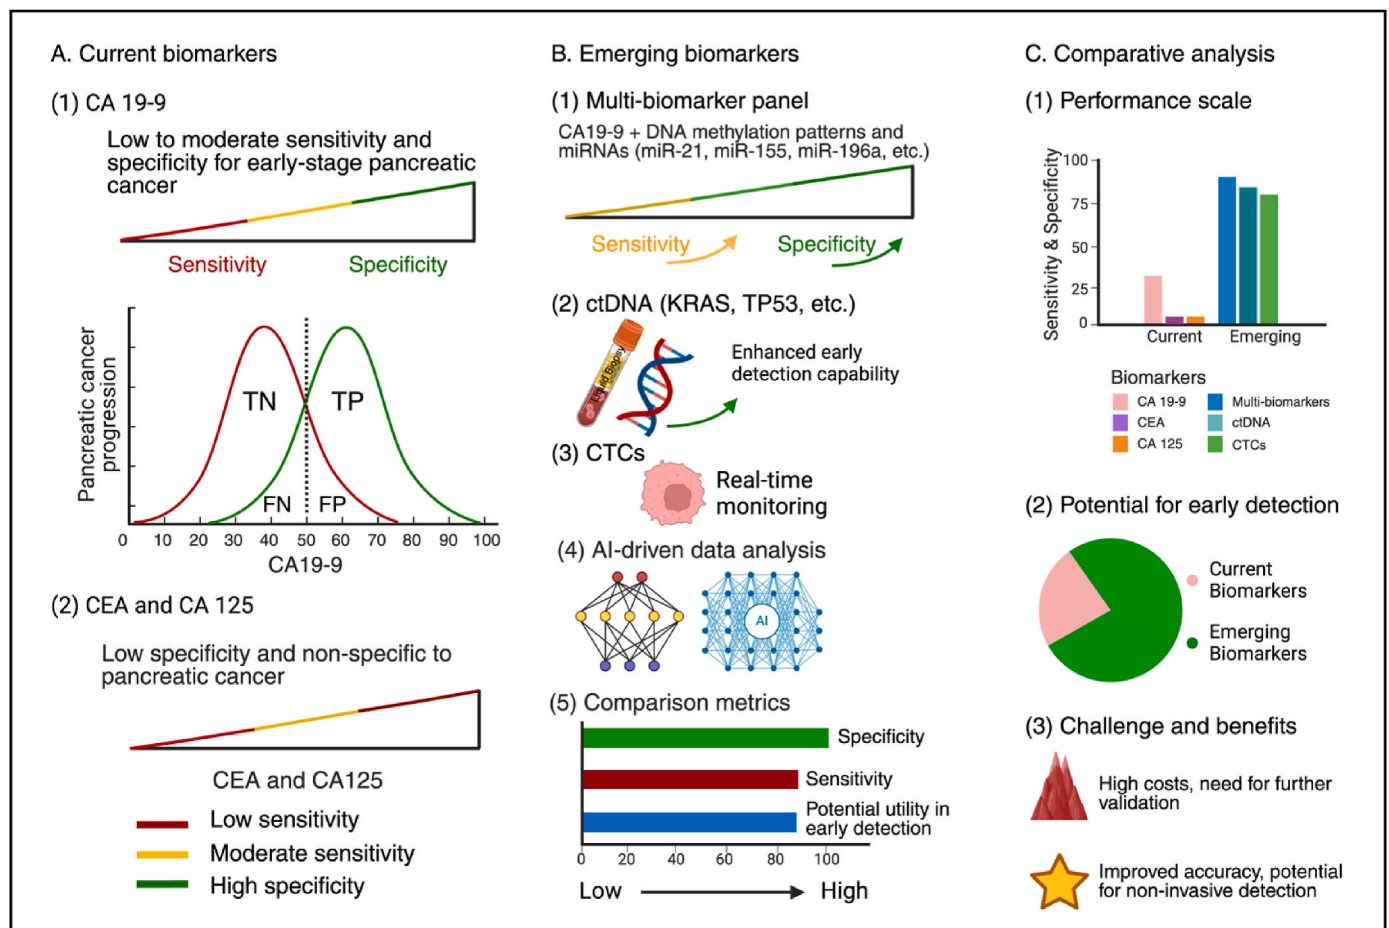 A. Current biomarkers
(1) CA 19-9
Low to moderate sensitivity and
specificity for early-stage pancreatic
cancer
Sensitivity
Specificity
Pancreatic cancer
progression
TN
TP
FN
FP
0 10 20 30 40 50 60 70 80 90 100
CA19-9
(2) CEA and CA 125
Low specificity and non-specific to
pancreatic cancer
CEA and CA125
Low sensitivity
Moderate sensitivity
High specificity
B. Emerging biomarkers
(1) Multi-biomarker panel
CA19-9 + DNA methylation patterns and
miRNAs (miR-21, miR-155, miR-196a, etc.)
Sensitivity
Specificity
(2) ctDNA (KRAS, TP53, etc.)
Liquid Biopsy
Enhanced early
detection capability
(3) CTCs
Real-time
monitoring
(4) AI-driven data analysis
AI
(5) Comparison metrics
Specificity
Sensitivity
Potential utility in
early detection
0 20 40 60 80 100
Low
High
C. Comparative analysis
(1) Performance scale
Sensitivity & Specificity
100
75
50
25
0
Current
Emerging
Biomarkers
CA 19-9
CEA
CA 125
Multi-biomarkers
ctDNA
CTCs
(2) Potential for early detection
Current
Biomarkers
Emerging
Biomarkers
(3) Challenge and benefits
High costs, need for further
validation
Improved accuracy, potential
for non-invasive detection